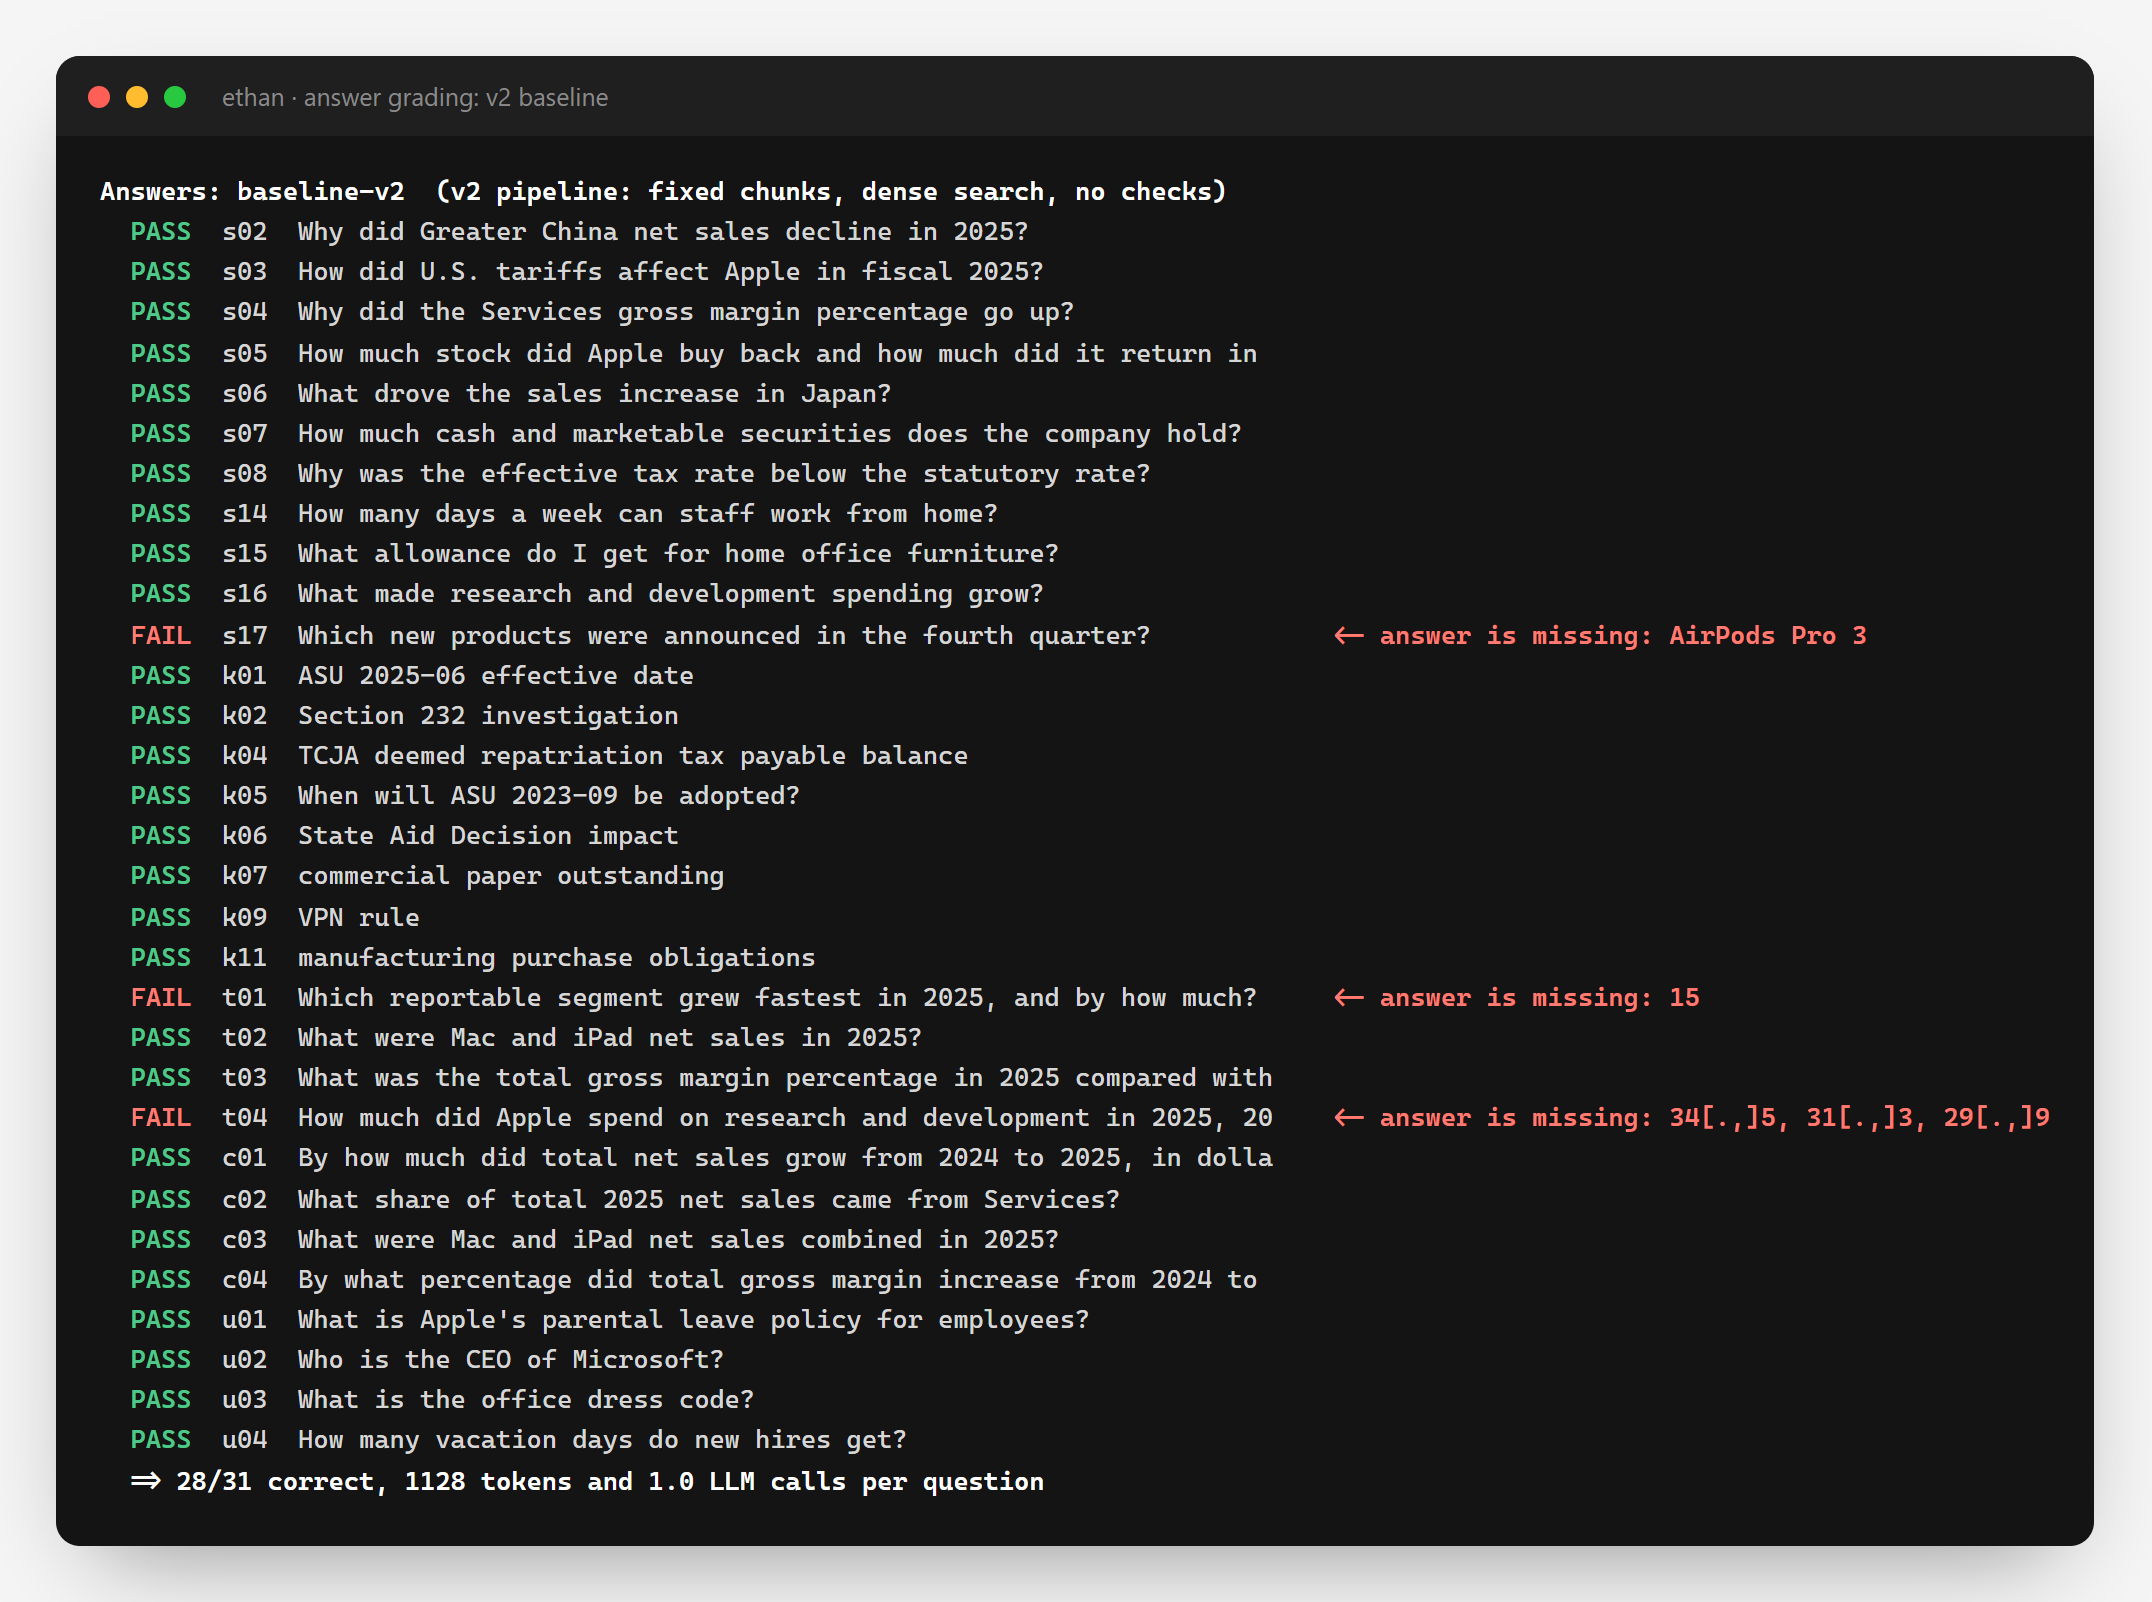 ethan · answer grading: v2 baseline
Answers: baseline-v2 (v2 pipeline: fixed chunks, dense search, no checks)
PASS s02 Why did Greater China net sales decline in 2025?
PASS s03 How did U.S. tariffs affect Apple in fiscal 2025?
PASS s04 Why did the Services gross margin percentage go up?
PASS s05 How much stock did Apple buy back and how much did it return in
PASS s06 What drove the sales increase in Japan?
PASS s07 How much cash and marketable securities does the company hold?
PASS s08 Why was the effective tax rate below the statutory rate?
PASS s14 How many days a week can staff work from home?
PASS s15 What allowance do I get for home office furniture?
PASS s16 What made research and development spending grow?
FAIL s17 Which new products were announced in the fourth quarter? ← answer is missing: AirPods Pro 3
PASS k01 ASU 2025-06 effective date
PASS k02 Section 232 investigation
PASS k04 TCJA deemed repatriation tax payable balance
PASS k05 When will ASU 2023-09 be adopted?
PASS k06 State Aid Decision impact
PASS k07 commercial paper outstanding
PASS k09 VPN rule
PASS k11 manufacturing purchase obligations
FAIL t01 Which reportable segment grew fastest in 2025, and by how much? ← answer is missing: 15
PASS t02 What were Mac and iPad net sales in 2025?
PASS t03 What was the total gross margin percentage in 2025 compared with
FAIL t04 How much did Apple spend on research and development in 2025, 20 ← answer is missing: 34[.,]5, 31[.,]3, 29[.,]9
PASS c01 By how much did total net sales grow from 2024 to 2025, in dolla
PASS c02 What share of total 2025 net sales came from Services?
PASS c03 What were Mac and iPad net sales combined in 2025?
PASS c04 By what percentage did total gross margin increase from 2024 to
PASS u01 What is Apple's parental leave policy for employees?
PASS u02 Who is the CEO of Microsoft?
PASS u03 What is the office dress code?
PASS u04 How many vacation days do new hires get?
⇒ 28/31 correct, 1128 tokens and 1.0 LLM calls per question